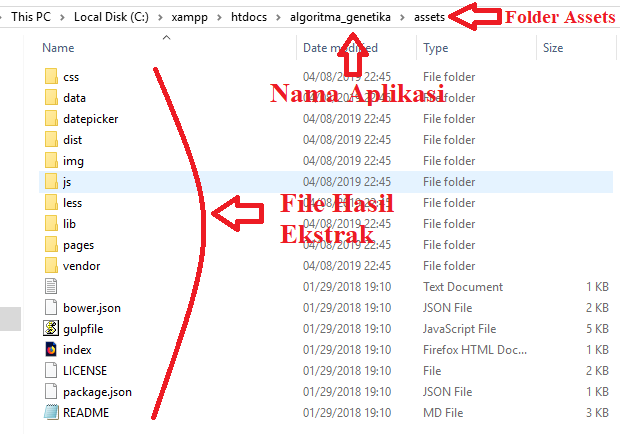 This PC > Local Disk (C:) > xampp > htdocs > algoritma_genetika > assets Folder Assets
Name Date modified Type Size
css 04/08/2019 22:45 File folder
Nama Aplikasi
data 04/08/2019 22:45 File folder
datepicker 04/08/2019 22:45 File folder
dist 04/08/2019 22:45 File folder
img 04/08/2019 22:45 File folder
js 04/08/2019 22:45 File folder
less 04/08/2019 22:45 File folder
File Hasil
Ekstrak
lib 04/08/2019 22:45 File folder
pages 04/08/2019 22:45 File folder
vendor 04/08/2019 22:45 File folder
01/29/2018 19:10 Text Document 1 KB
bower.json 01/29/2018 19:10 JSON File 2 KB
gulpfile 01/29/2018 19:10 JavaScript File 5 KB
index 01/29/2018 19:10 Firefox HTML Doc... 1 KB
LICENSE 01/29/2018 19:10 File 2 KB
package.json 01/29/2018 19:10 JSON File 1 KB
README 01/29/2018 19:10 MD File 3 KB